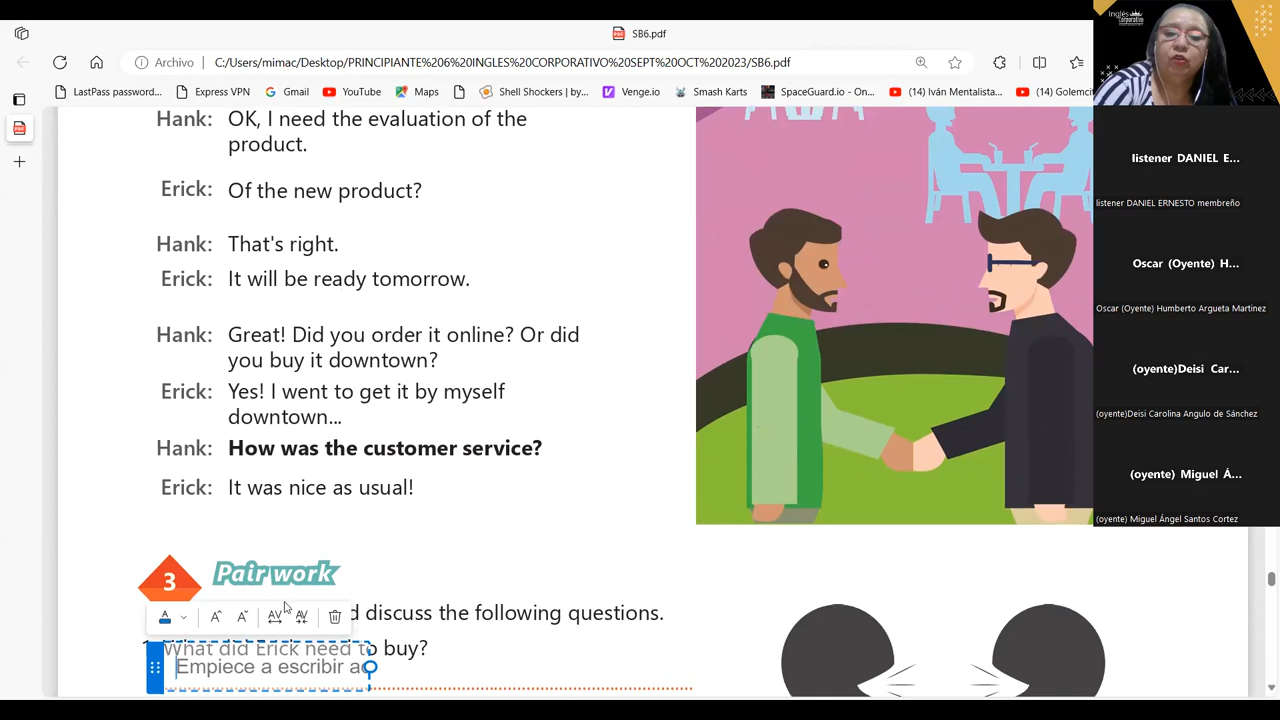 SB6.pdf
Archivo
C:/Users/mimac/Desktop/PRINCIPIANTE%206%20INGLES%20CORPORATIVO%20SEPT%20OCT%202023/SB6.pdf
LastPass password...
Express VPN
Gmail
YouTube
Maps
Shell Shockers | by...
Venge.io
Smash Karts
SpaceGuard.io - On...
(14) Iván Mentalista...
(14) Golemcit
Inglés
Corporativo
Hank: OK, I need the evaluation of the
product.
Erick: Of the new product?
Hank: That's right.
Erick: It will be ready tomorrow.
Hank: Great! Did you order it online? Or did
you buy it downtown?
Erick: Yes! I went to get it by myself
downtown...
Hank: How was the customer service?
Erick: It was nice as usual!
3 Pair work
d discuss the following questions.
What did Erick need to buy?
Empiece a escribir ac
listener DANIEL E...
listener DANIEL ERNESTO membreño
Oscar (Oyente) H...
Oscar (Oyente) Humberto Argueta Martinez
(oyente)Deisi Car...
(oyente)Deisi Carolina Angulo de Sánchez
(oyente) Miguel Á...
(oyente) Miguel Ángel Santos Cortez